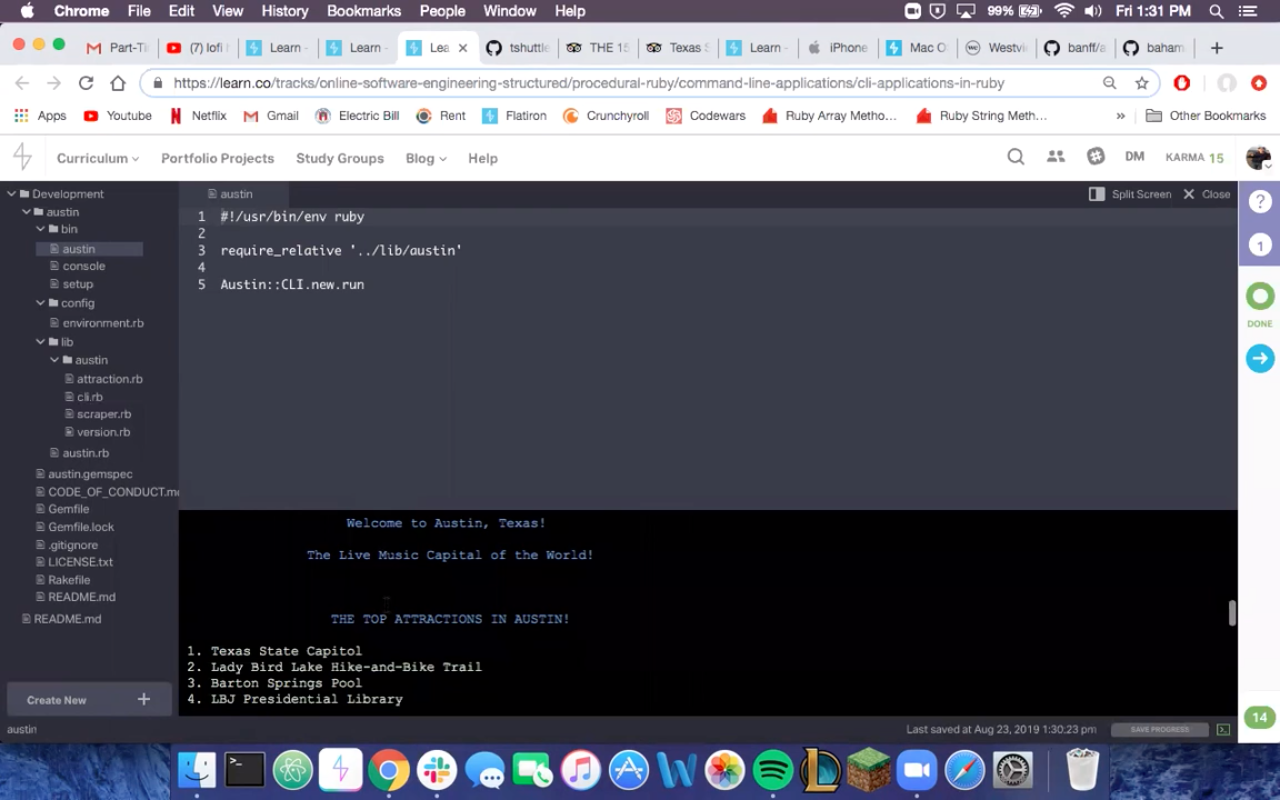 Chrome File Edit View History Bookmarks People Window Help 99% Fri 1:31 PM
Part-Ti (7) lofi Learn - Learn - Lea tshuttle THE 15 Texas S Learn - iPhone Mac O Westvi banff/a baham
https://learn.co/tracks/online-software-engineering-structured/procedural-ruby/command-line-applications/cli-applications-in-ruby
Apps Youtube Netflix Gmail Electric Bill Rent Flatiron Crunchyroll Codewars Ruby Array Metho... Ruby String Meth... » Other Bookmarks
Curriculum Portfolio Projects Study Groups Blog Help DM KARMA 15
Development
austin
bin
austin
console
setup
config
environment.rb
lib
austin
attraction.rb
cli.rb
scraper.rb
version.rb
austin.rb
austin.gemspec
CODE_OF_CONDUCT.m
Gemfile
Gemfile.lock
.gitignore
LICENSE.txt
Rakefile
README.md
README.md
Create New +
austin
austin Split Screen Close
1 #!/usr/bin/env ruby
2
3 require_relative '../lib/austin'
4
5 Austin::CLI.new.run
Welcome to Austin, Texas!
The Live Music Capital of the World!
THE TOP ATTRACTIONS IN AUSTIN!
1. Texas State Capitol
2. Lady Bird Lake Hike-and-Bike Trail
3. Barton Springs Pool
4. LBJ Presidential Library
Last saved at Aug 23, 2019 1:30:23 pm SAVE PROGRESS
?
1
DONE
14